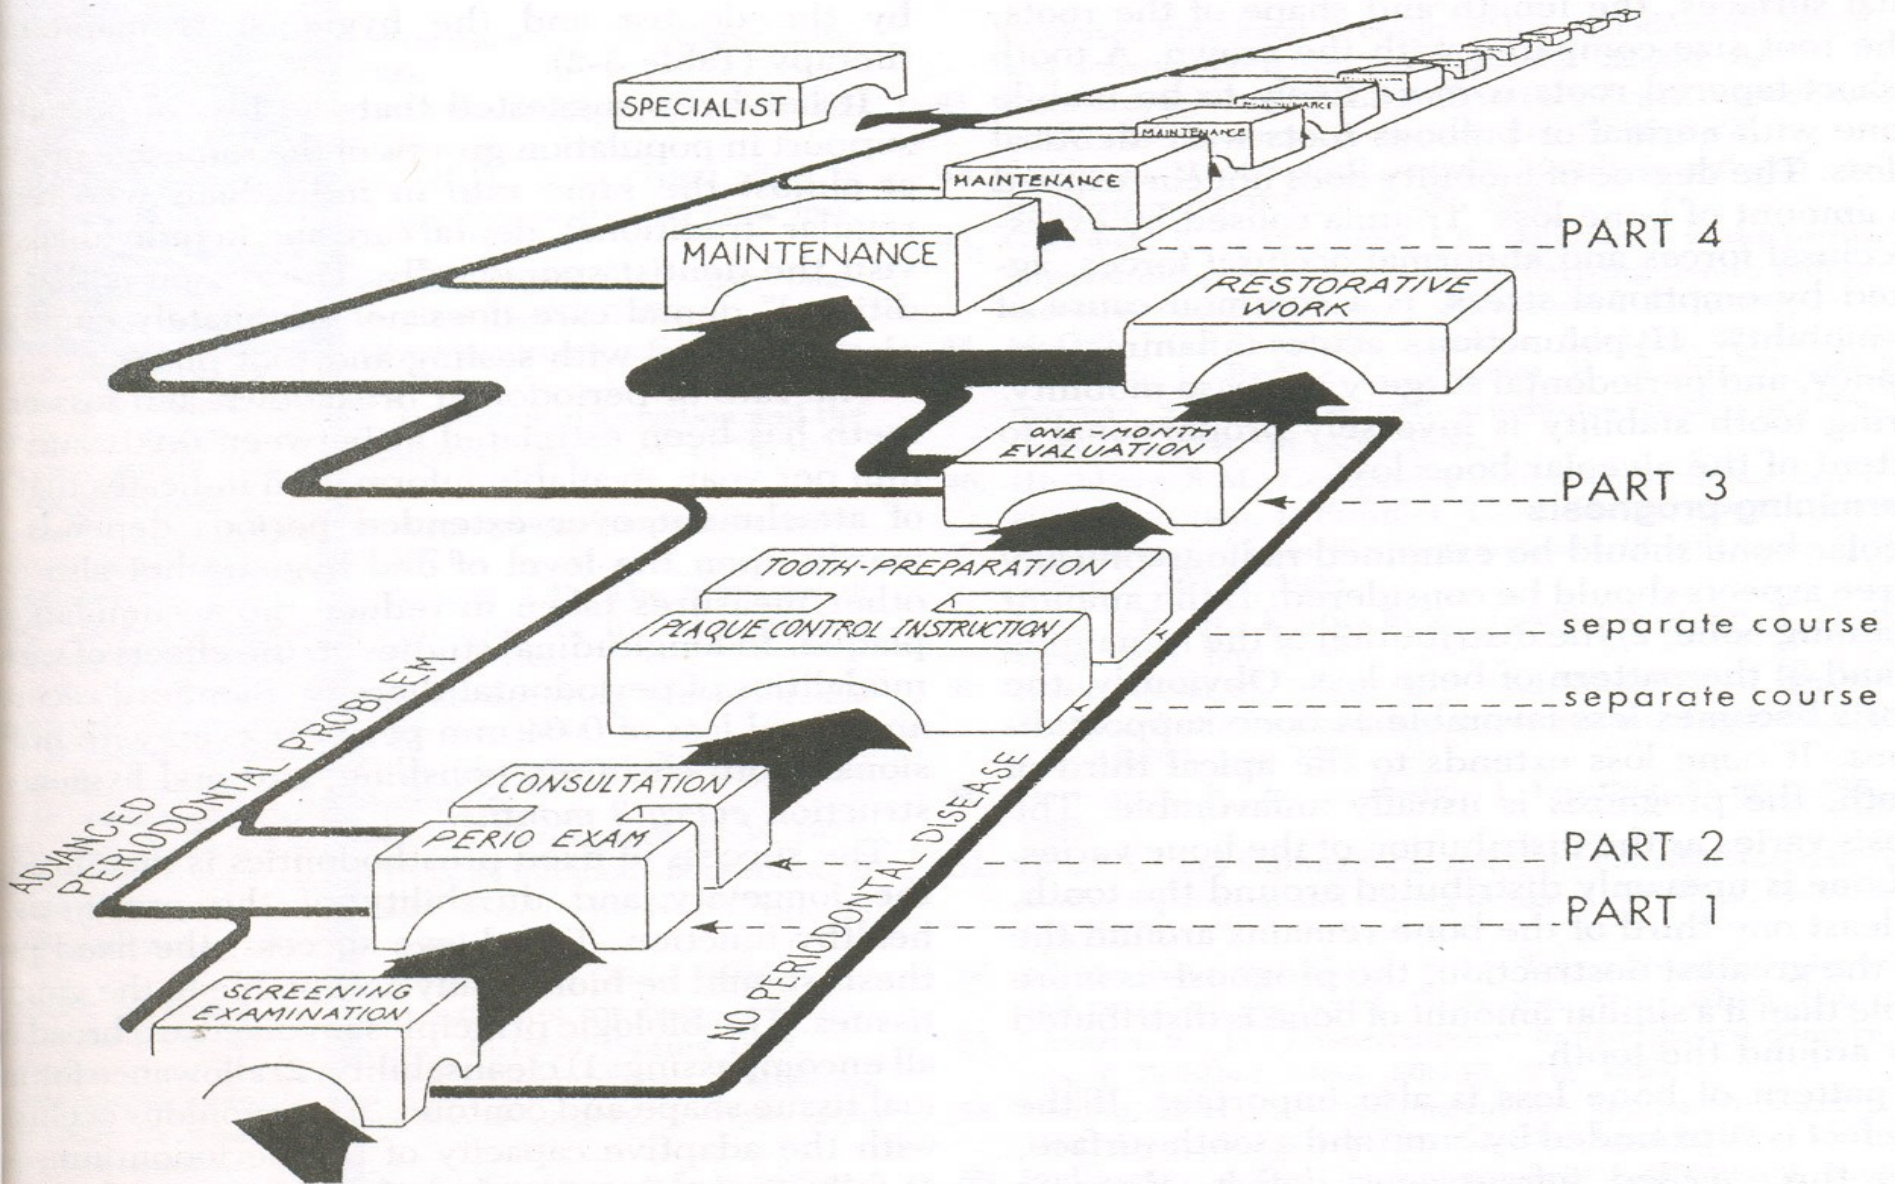 SPECIALIST
MAINTENANCE
MAINTENANCE
MAINTENANCE
MAINTENANCE
PART 4
RESTORATIVE
WORK
ONE-MONTH
EVALUATION
PART 3
TOOTH-PREPARATION
PLAQUE CONTROL INSTRUCTION
separate course
separate course
CONSULTATION
PERIO EXAM
PART 2
PART 1
ADVANCED
PERIODONTAL PROBLEM
NO PERIODONTAL DISEASE
SCREENING
EXAMINATION